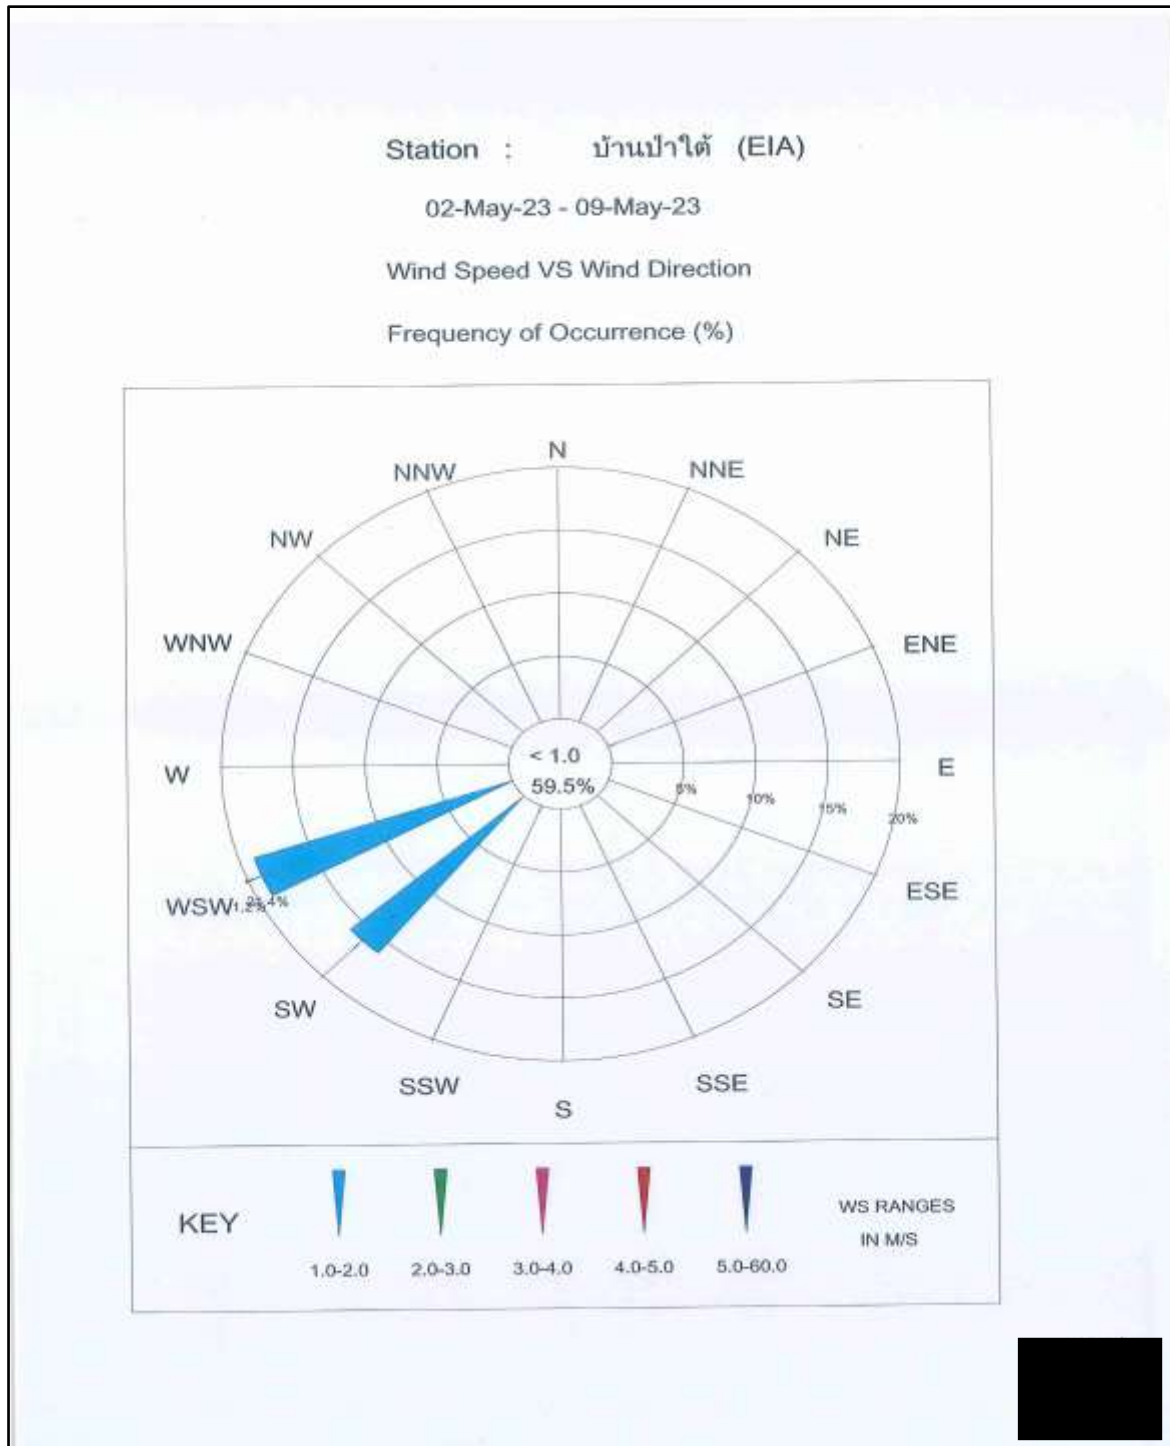 Station : บ้านป่าใต้ (EIA)
02-May-23 - 09-May-23
Wind Speed VS Wind Direction
Frequency of Occurrence (%)
N
NNW
NNE
NW
NE
WNW
ENE
< 1.0
W
E
59.5%
5%
10%
15%
20%
ESE
WSW
SW
SE
SSW
SSE
S
KEY
WS RANGES
IN M/S
1.0-2.0 2.0-3.0 3.0-4.0 4.0-5.0 5.0-60.0